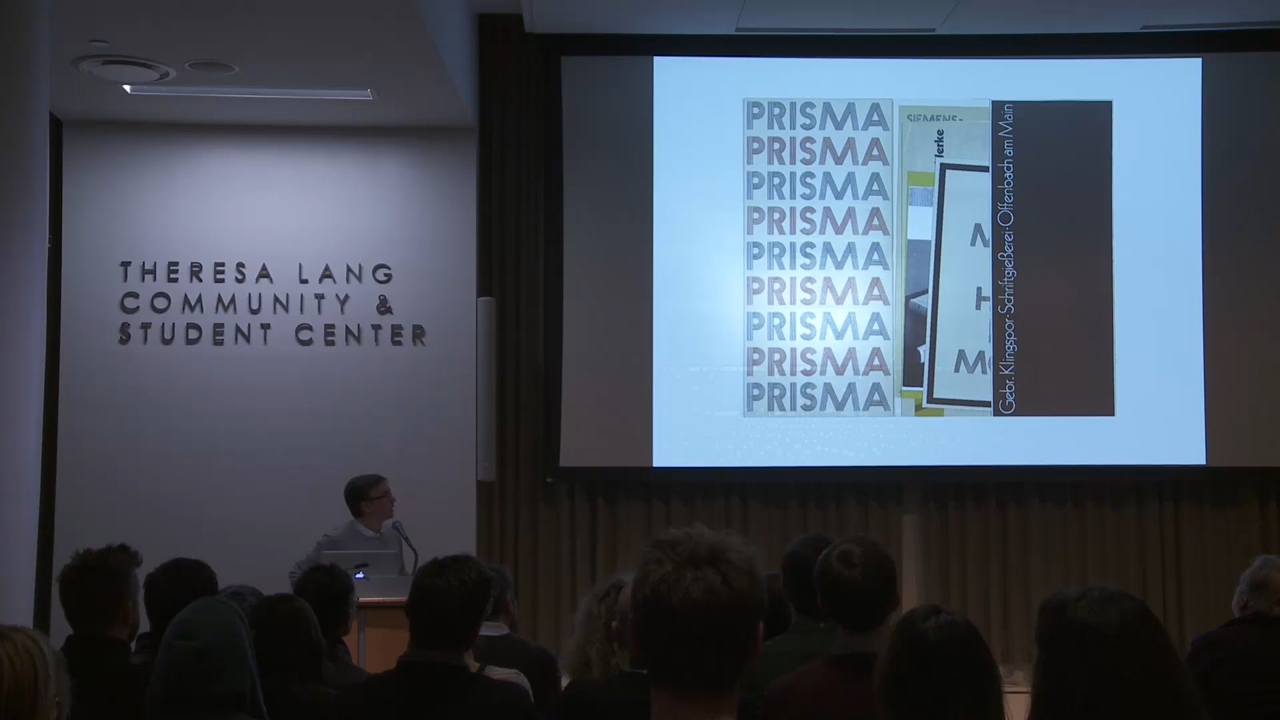 THERESA LANG
COMMUNITY &
STUDENT CENTER
PRISMA
PRISMA
PRISMA
PRISMA
PRISMA
PRISMA
PRISMA
PRISMA
PRISMA
SIEMENS-
Gebr. Klingspor·Schriftgießerei·Offenbach am Main